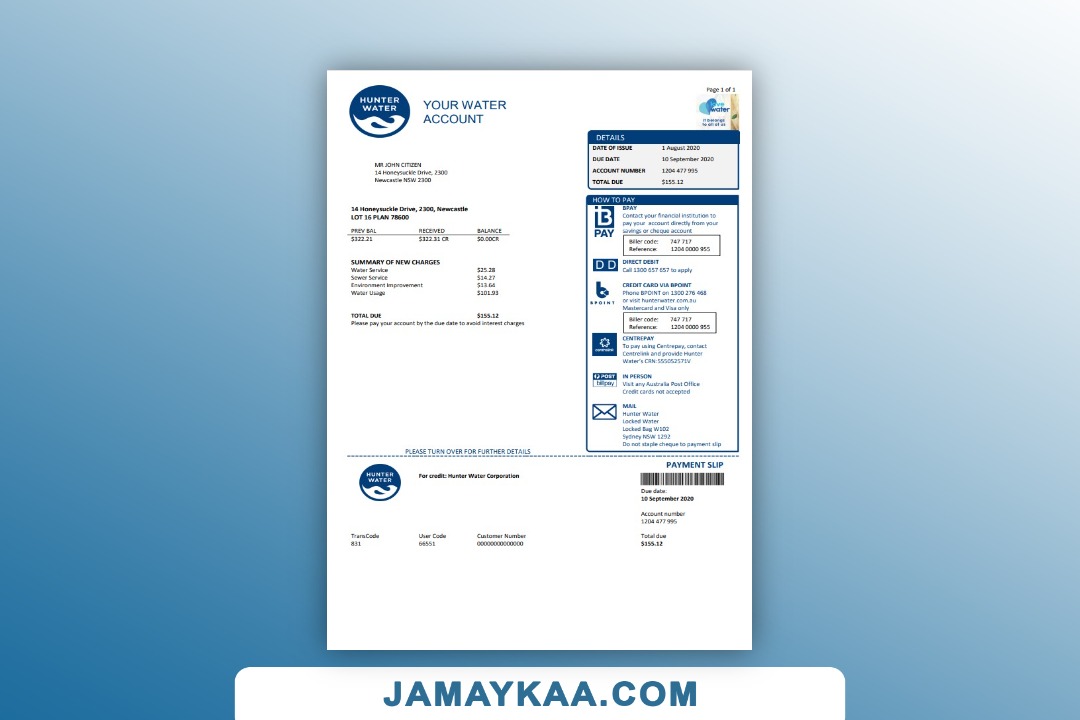 HUNTER
WATER
YOUR WATER
ACCOUNT
Page 1 of 1
love
water
it belongs
to all of us
DETAILS
DATE OF ISSUE 1 August 2020
DUE DATE 10 September 2020
ACCOUNT NUMBER 1204 477 995
TOTAL DUE $155.12
MR JOHN CITIZEN
14 Honeysuckle Drive, 2300
Newcastle NSW 2300
14 Honeysuckle Drive, 2300, Newcastle
LOT 16 PLAN 78600
PREV BAL RECEIVED BALANCE
$322.21 $322.31 CR $0.00CR
SUMMARY OF NEW CHARGES
Water Service $25.28
Sewer Service $14.27
Environment Improvement $13.64
Water Usage $101.93
TOTAL DUE $155.12
Please pay your account by the due date to avoid interest charges
HOW TO PAY
B
PAY
BPAY
Contact your financial institution to
pay your account directly from your
savings or cheque account
Biller code: 747 717
Reference: 1204 0000 955
D D
DIRECT DEBIT
Call 1300 657 657 to apply
b
BPOINT
CREDIT CARD VIA BPOINT
Phone BPOINT on 1300 276 468
or visit hunterwater.com.au
Mastercard and Visa only
Biller code: 747 717
Reference: 1204 0000 955
centrelink
CENTREPAY
To pay using Centrepay, contact
Centrelink and provide Hunter
Water's CRN:555052571V
POST
billpay
IN PERSON
Visit any Australia Post Office
Credit cards not accepted
MAIL
Hunter Water
Locked Water
Locked Bag W102
Sydney NSW 1292
Do not staple cheque to payment slip
PLEASE TURN OVER FOR FURTHER DETAILS
HUNTER
WATER
For credit: Hunter Water Corporation
PAYMENT SLIP
Due date:
10 September 2020
Account number
1204 477 995
TransCode User Code Customer Number
831 66551 00000000000000
Total due
$155.12
JAMAYKAA.COM